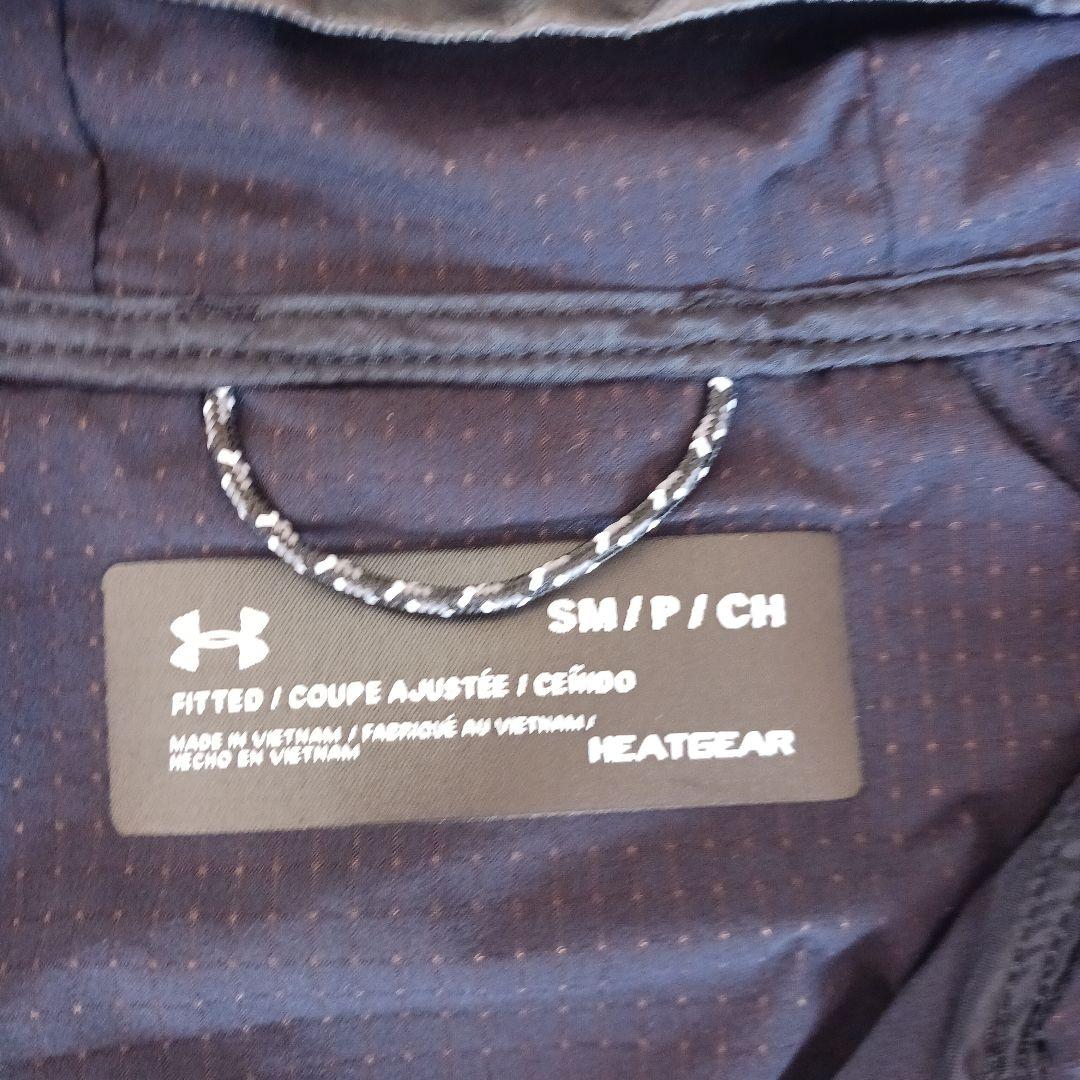 SM / P / CH
FITTED / COUPE AJUSTÉE / CEÑIDO
MADE IN VIETNAM / FABRIQUÉ AU VIETNAM /
HECHO EN VIETNAM
HEATGEAR